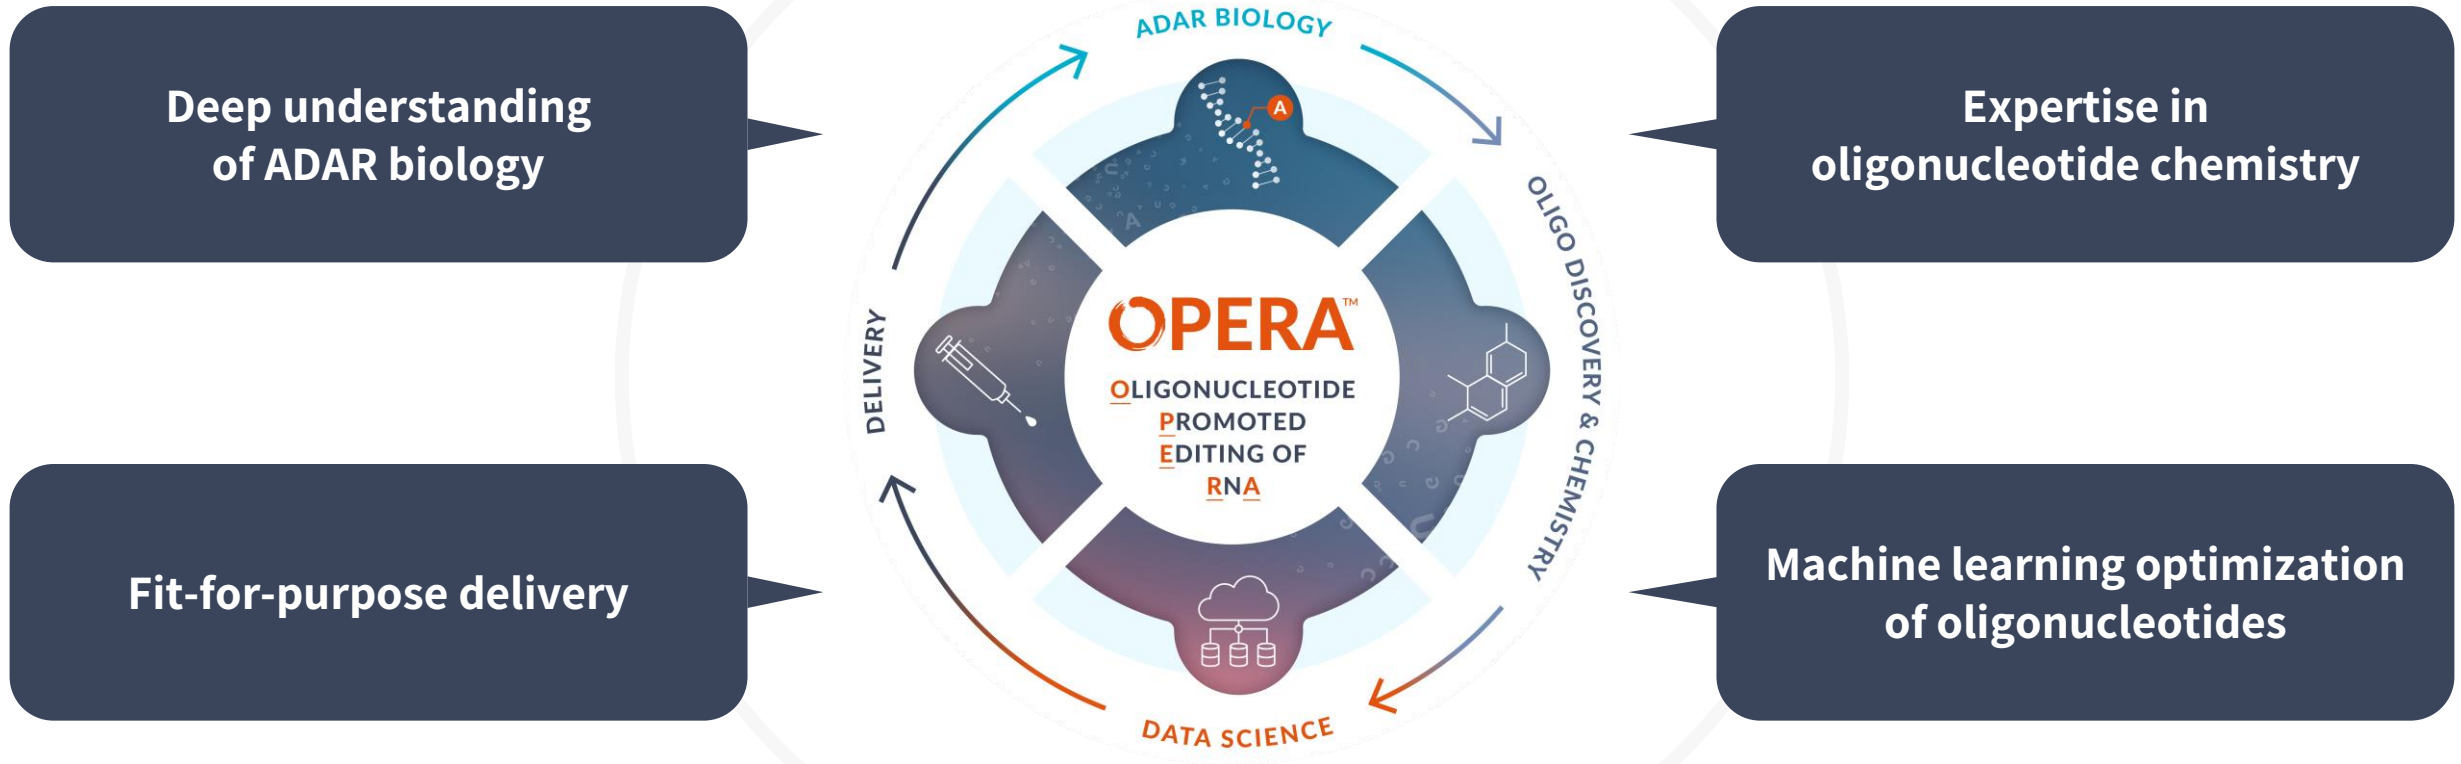 Deep understanding
of ADAR biology
Fit-for-purpose delivery
ADAR BIOLOGY
A
OLIGO DISCOVERY & CHEMISTRY
DATA SCIENCE
DELIVERY
OPERA™
OLIGONUCLEOTIDE
PROMOTED
EDITING OF
RNA
Expertise in
oligonucleotide chemistry
Machine learning optimization
of oligonucleotides